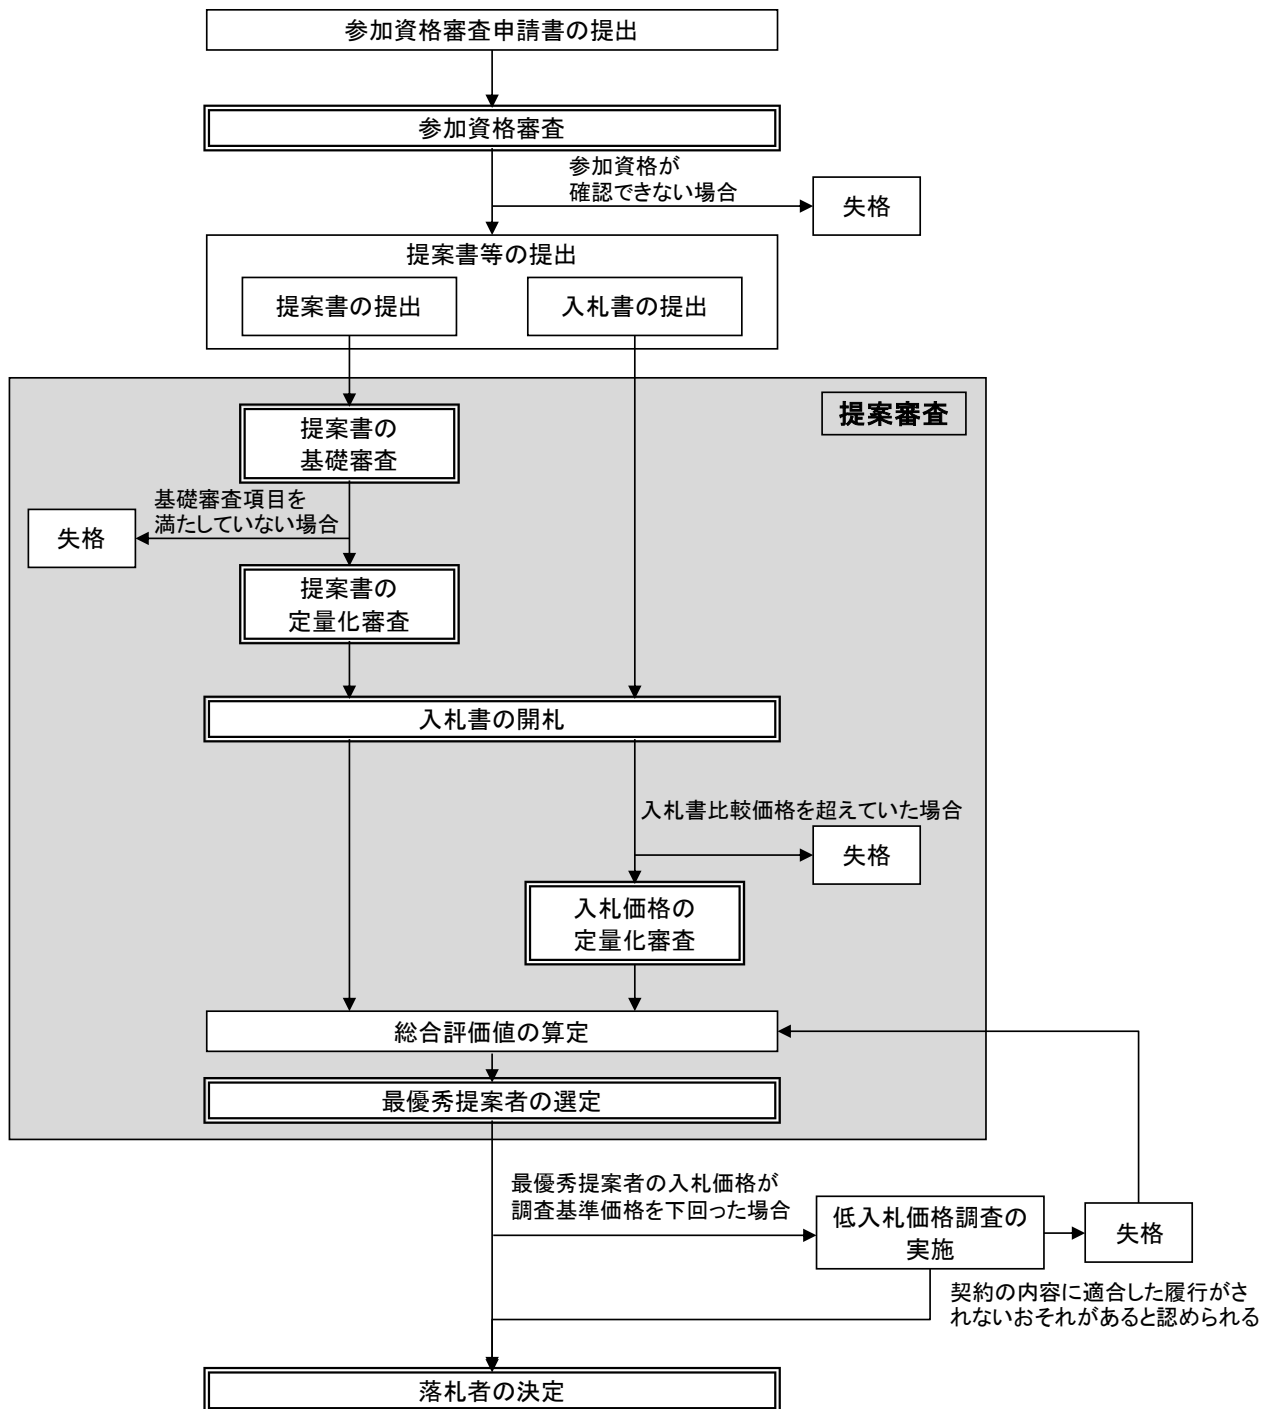 参加資格審査申請書の提出
参加資格審査
参加資格が
確認できない場合
失格
提案書等の提出
提案書の提出
入札書の提出
提案審査
提案書の
基礎審査
基礎審査項目を
満たしていない場合
失格
提案書の
定量化審査
入札書の開札
入札書比較価格を超えていた場合
失格
入札価格の
定量化審査
総合評価値の算定
最優秀提案者の選定
最優秀提案者の入札価格が
調査基準価格を下回った場合
低入札価格調査の
実施
失格
契約の内容に適合した履行がさ
れないおそれがあると認められる
落札者の決定